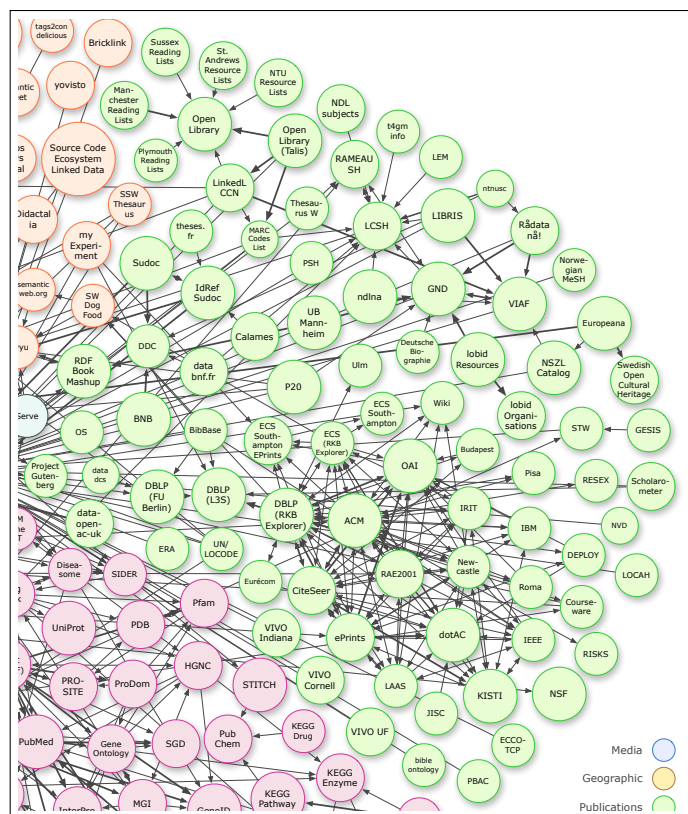 tags2con
delicious
Bricklink
Sussex
Reading
Lists
St.
Andrews
Resource
Lists
NTU
Resource
Lists
yovisto
Man-
chester
Reading
Lists
Open
Library
NDL
subjects
t4gm
info
Source Code
Ecosystem
Linked Data
Plymouth
Reading
Lists
Open
Library
(Talis)
RAMEAU
SH
LEM
LinkedL
CCN
ntnusc
SSW
Thesaur
us
Didactal
ia
theses.
fr
MARC
Codes
List
Thesau-
rus W
LCSH
LIBRIS
Rådata
nå!
my
Experi-
ment
Sudoc
PSH
GND
Norwe-
gian
MeSH
semantic
web.org
SW
Dog
Food
IdRef
Sudoc
ndlna
VIAF
UB
Mann-
heim
Europeana
DDC
Calames
Deutsche
Bio-
graphie
lobid
Resources
NSZL
Catalog
RDF
Book
Mashup
data
bnf.fr
Ulm
Swedish
Open
Cultural
Heritage
P20
Wiki
lobid
Organi-
sations
BNB
ECS
South-
ampton
OS
BibBase
ECS
South-
ampton
EPrints
ECS
(RKB
Explorer)
STW
GESIS
Budapest
OAI
Project
Guten-
berg
data
dcs
Pisa
RESEX
Scholaro-
meter
DBLP
(FU
Berlin)
DBLP
(L3S)
DBLP
(RKB
Explorer)
ACM
IRIT
IBM
NVD
data-
open-
ac-uk
ERA
UN/
LOCODE
DEPLOY
New-
castle
RAE2001
LOCAH
Disea-
some
SIDER
Eurécom
CiteSeer
Roma
Course-
ware
Pfam
UniProt
PDB
VIVO
Indiana
ePrints
dotAC
IEEE
RISKS
HGNC
PRO-
SITE
ProDom
STITCH
VIVO
Cornell
LAAS
KISTI
NSF
JISC
KEGG
Drug
VIVO UF
ECCO-
TCP
PubMed
Gene
Ontology
SGD
Pub
Chem
Media
bible
ontology
PBAC
KEGG
Enzyme
Geographic
InterPro
MGI
GeneID
KEGG
Pathway
Publications